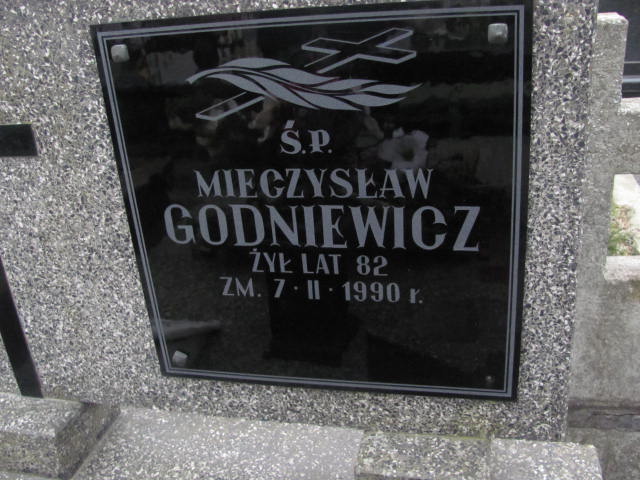 Ś.P.
MIECZYSŁAW
GODNIEWICZ
ŻYŁ LAT 82
ZM. 7·II·1990 r.